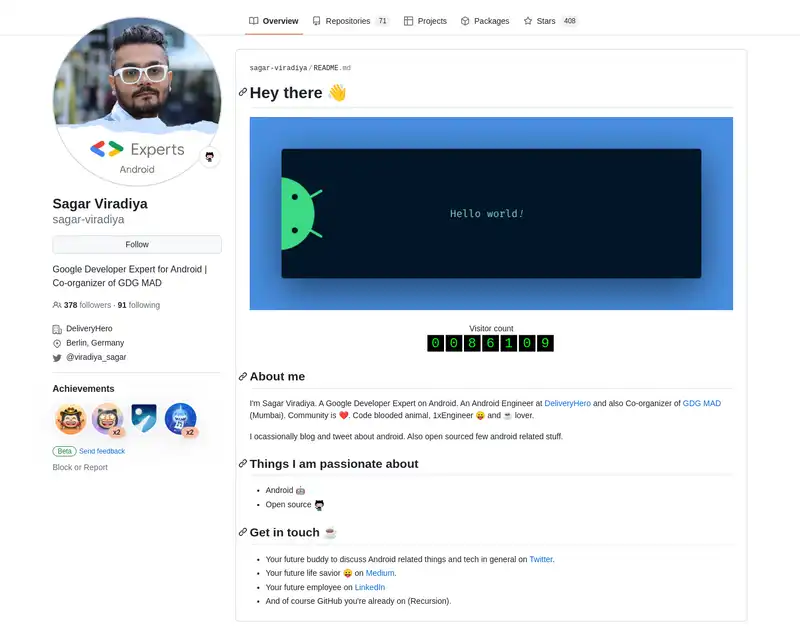 Overview
Repositories 71
Projects
Packages
Stars 408
Experts
Android
Sagar Viradiya
sagar-viradiya
Follow
Google Developer Expert for Android |
Co-organizer of GDG MAD
378 followers · 91 following
DeliveryHero
Berlin, Germany
@viradiya_sagar
Achievements
x2
x2
Beta Send feedback
Block or Report
sagar-viradiya/README.md
Hey there 👋
Hello world!
Visitor count
0086109
About me
I'm Sagar Viradiya. A Google Developer Expert on Android. An Android Engineer at DeliveryHero and also Co-organizer of GDG MAD
(Mumbai). Community is ❤️. Code blooded animal, 1xEngineer 😛 and ☕ lover.
I ocassionally blog and tweet about android. Also open sourced few android related stuff.
Things I am passionate about
• Android 🤖
• Open source
Get in touch ☕
• Your future buddy to discuss Android related things and tech in general on Twitter.
• Your future life savior 😛 on Medium.
• Your future employee on LinkedIn
• And of course GitHub you're already on (Recursion).